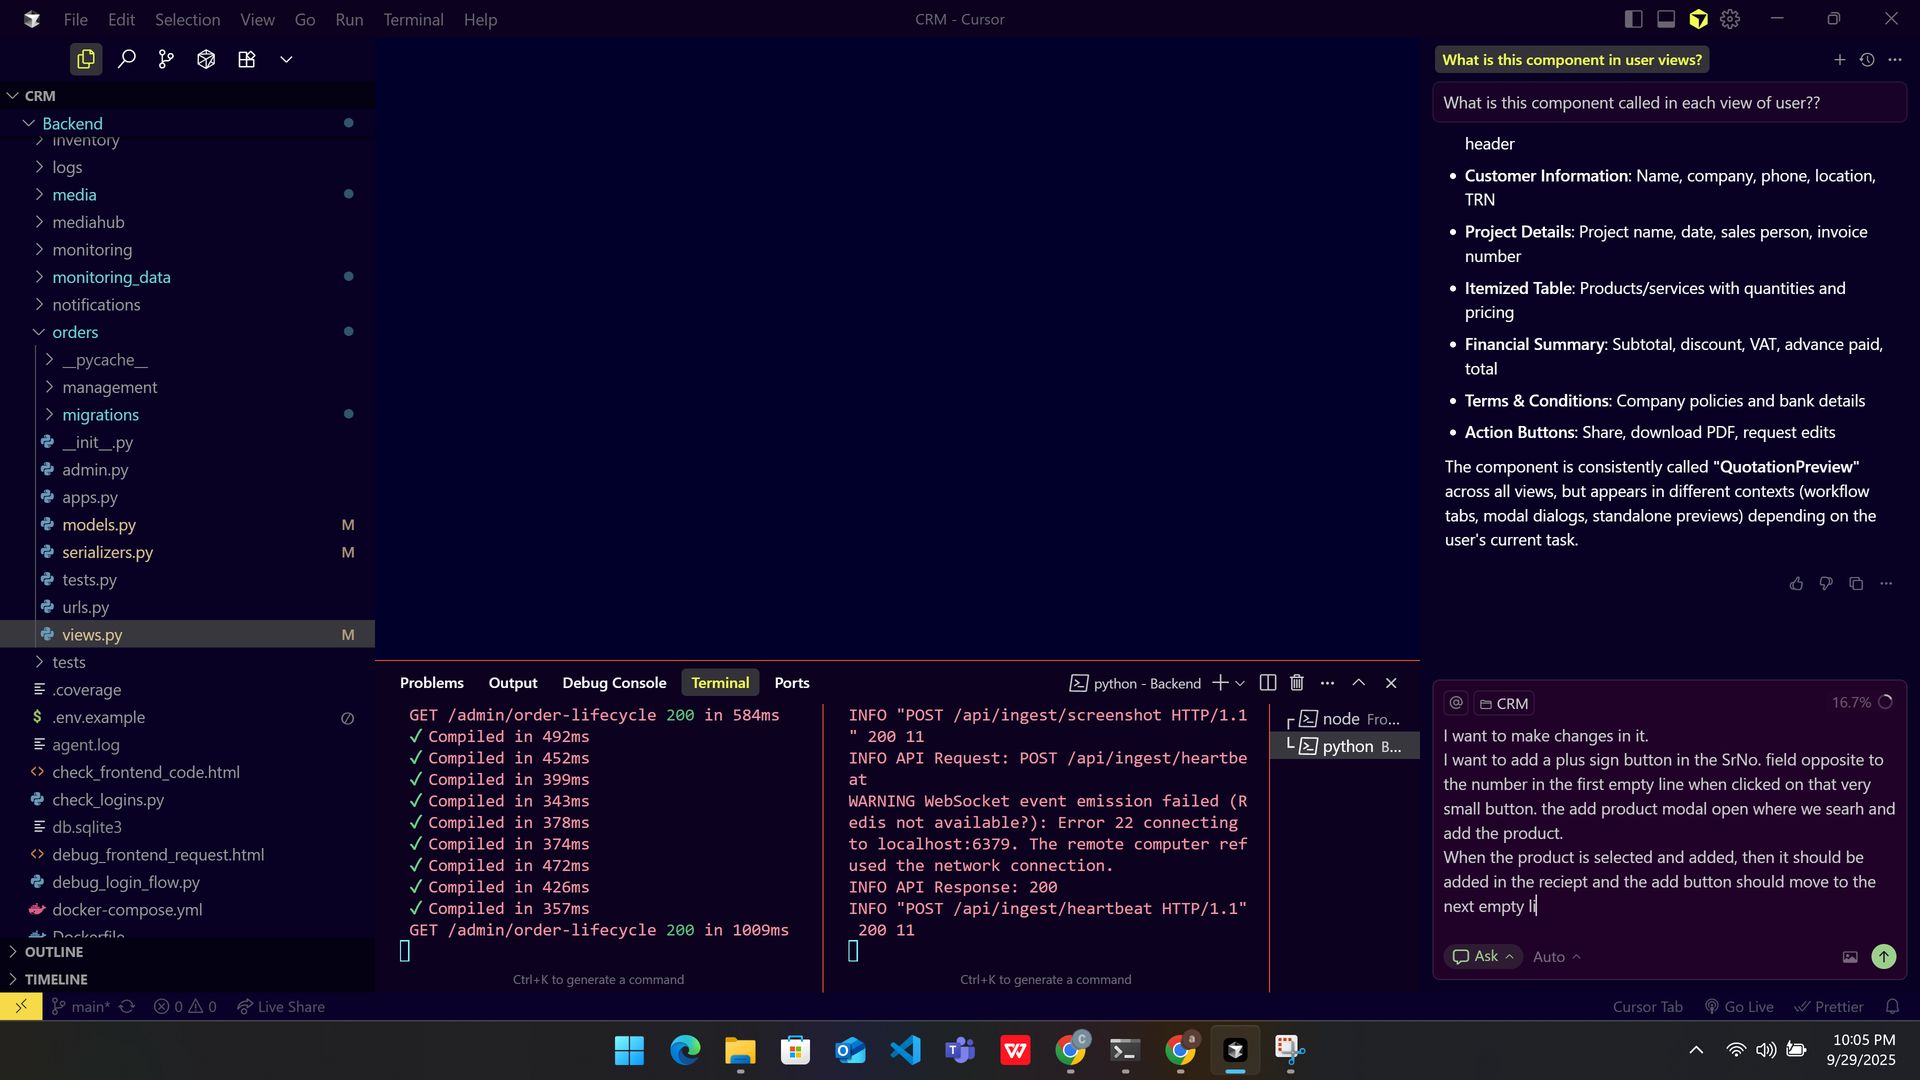 File Edit Selection View Go Run Terminal Help
CRM - Cursor
CRM
Backend
inventory
logs
media
mediahub
monitoring
monitoring_data
notifications
orders
__pycache__
management
migrations
__init__.py
admin.py
apps.py
models.py M
serializers.py M
tests.py
urls.py
views.py M
tests
.coverage
.env.example
agent.log
check_frontend_code.html
check_logins.py
db.sqlite3
debug_frontend_request.html
debug_login_flow.py
docker-compose.yml
Dockerfile
OUTLINE
TIMELINE
Problems Output Debug Console Terminal Ports
python - Backend
GET /admin/order-lifecycle 200 in 584ms
✓ Compiled in 492ms
✓ Compiled in 452ms
✓ Compiled in 399ms
✓ Compiled in 343ms
✓ Compiled in 378ms
✓ Compiled in 374ms
✓ Compiled in 472ms
✓ Compiled in 426ms
✓ Compiled in 357ms
GET /admin/order-lifecycle 200 in 1009ms
Ctrl+K to generate a command
INFO "POST /api/ingest/screenshot HTTP/1.1
" 200 11
INFO API Request: POST /api/ingest/heartbe
at
WARNING WebSocket event emission failed (R
edis not available?): Error 22 connecting
to localhost:6379. The remote computer ref
used the network connection.
INFO API Response: 200
INFO "POST /api/ingest/heartbeat HTTP/1.1"
200 11
Ctrl+K to generate a command
node Fro...
python B...
What is this component in user views?
What is this component called in each view of user??
header
• Customer Information: Name, company, phone, location,
TRN
• Project Details: Project name, date, sales person, invoice
number
• Itemized Table: Products/services with quantities and
pricing
• Financial Summary: Subtotal, discount, VAT, advance paid,
total
• Terms & Conditions: Company policies and bank details
• Action Buttons: Share, download PDF, request edits
The component is consistently called "QuotationPreview"
across all views, but appears in different contexts (workflow
tabs, modal dialogs, standalone previews) depending on the
user's current task.
@ CRM 16.7%
I want to make changes in it.
I want to add a plus sign button in the SrNo. field opposite to
the number in the first empty line when clicked on that very
small button. the add product modal open where we searh and
add the product.
When the product is selected and added, then it should be
added in the reciept and the add button should move to the
next empty li
Ask Auto
main* 0 0 Live Share
Cursor Tab Go Live Prettier
10:05 PM
9/29/2025